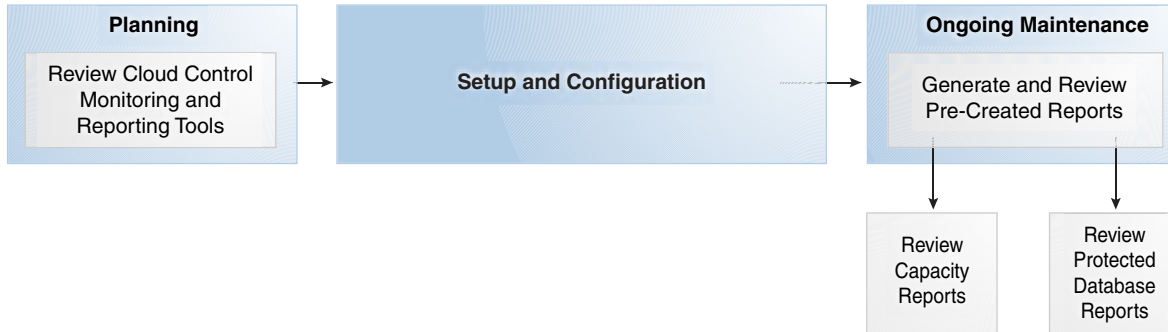 Planning
Review Cloud Control
Monitoring and
Reporting Tools
Setup and Configuration
Ongoing Maintenance
Generate and Review
Pre-Created Reports
Review
Capacity
Reports
Review
Protected
Database
Reports